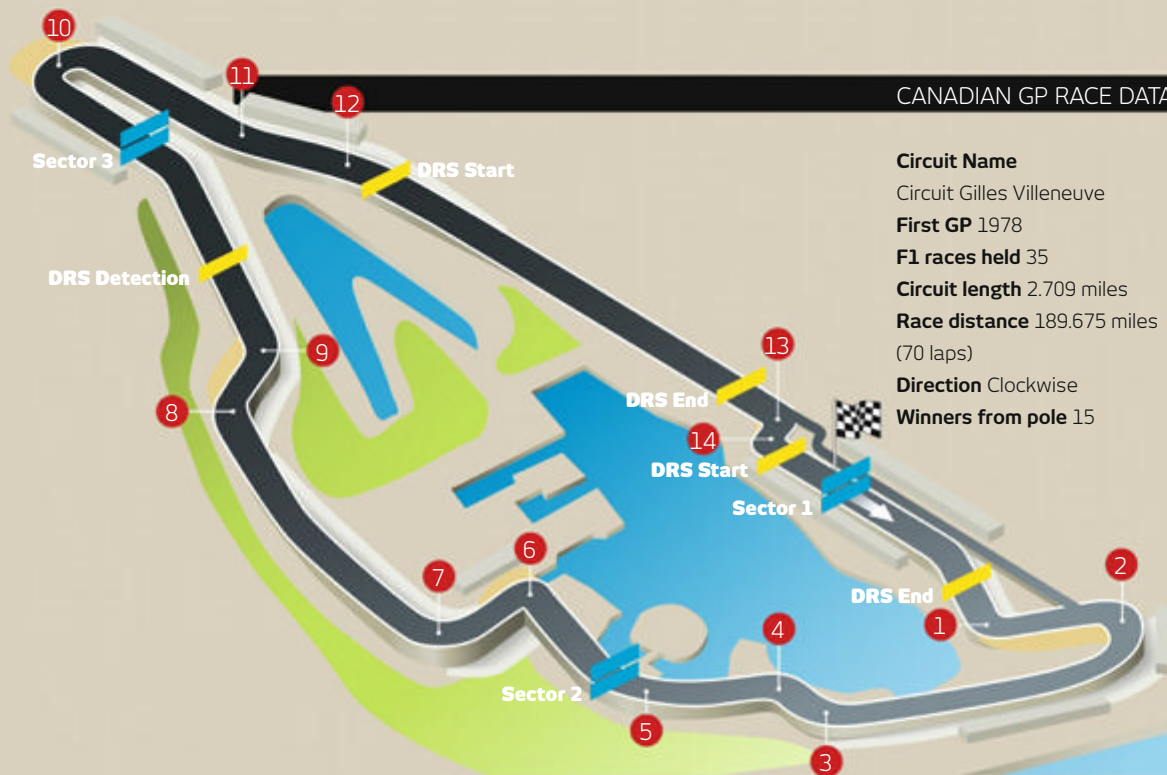 10
11
12
CANADIAN GP RACE DATA
Sector 3
DRS Start
Circuit Name
Circuit Gilles Villeneuve
First GP 1978
F1 races held 35
Circuit length 2.709 miles
Race distance 189.675 miles
(70 laps)
Direction Clockwise
Winners from pole 15
DRS Detection
9
13
8
DRS End
14
DRS Start
Sector 1
6
7
2
DRS End
1
4
Sector 2
5
3